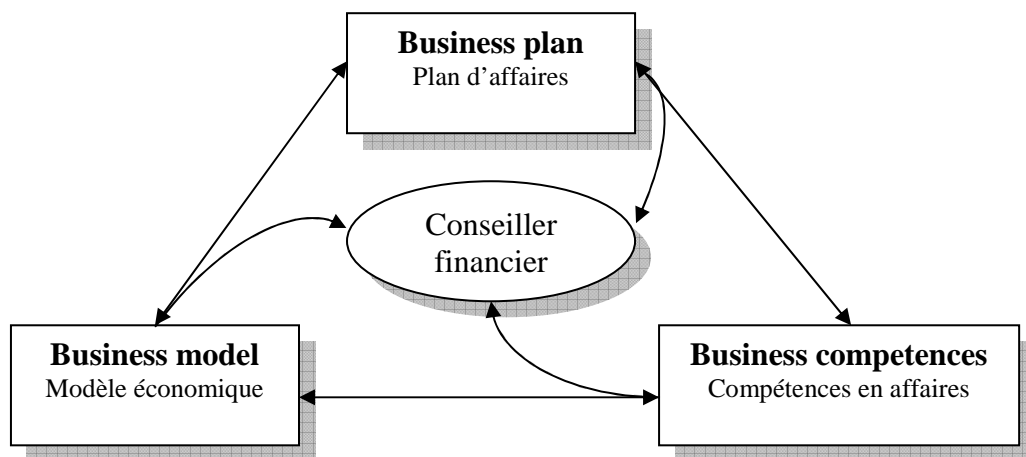 Business plan
Plan d’affaires
Conseiller
financier
Business model
Modèle économique
Business competences
Compétences en affaires